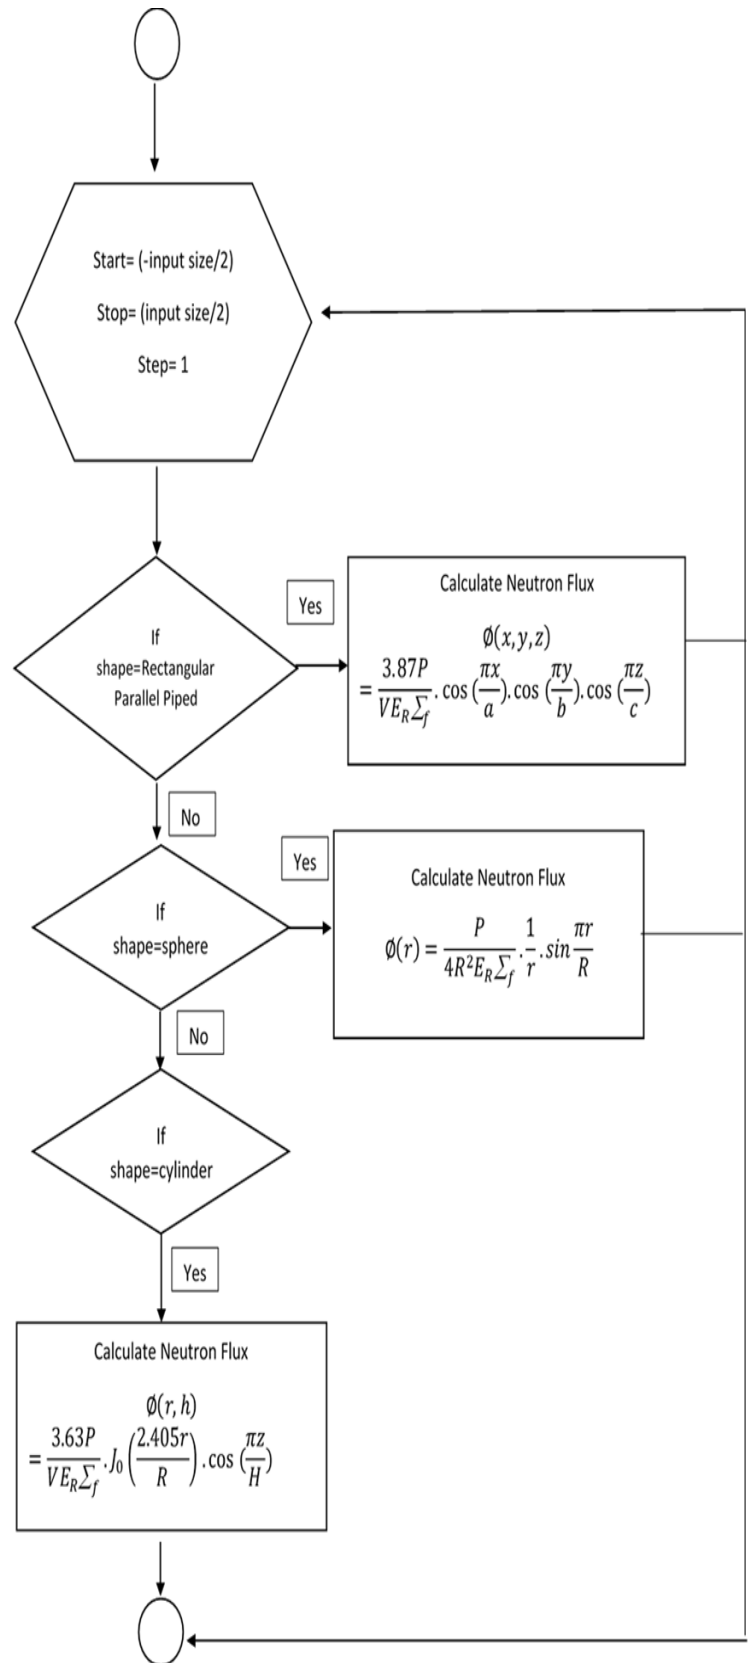 Start= (-input size/2)
Stop= (input size/2)
Step= 1
If
shape=Rectangular
Parallel Piped
Yes
Calculate Neutron Flux
∅(x,y,z)
= 3.87P / VE_RΣ_f . cos (πx/a). cos (πy/b). cos (πz/c)
No
If
shape=sphere
Yes
Calculate Neutron Flux
∅(r) = P / 4R²E_RΣ_f . 1/r . sin πr/R
No
If
shape=cylinder
Yes
Calculate Neutron Flux
∅(r, h)
= 3.63P / VE_RΣ_f . J₀ (2.405r/R) . cos (πz/H)